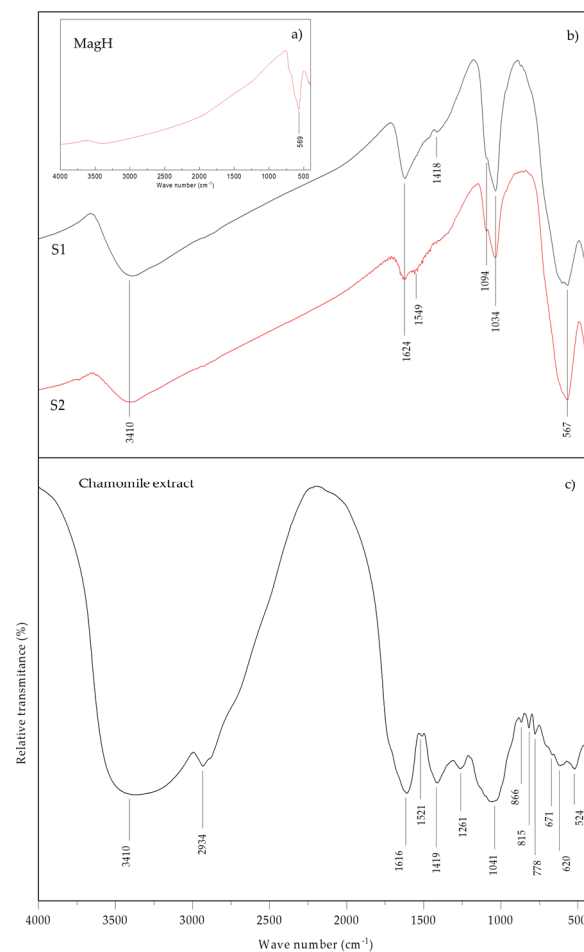 a)
MagH
569
4000 3500 3000 2500 2000 1500 1000 500
Wave number (cm⁻¹)
b)
S1
S2
3410
1624
1549
1418
1094
1034
567
Chamomile extract
c)
Relative transmitance (%)
3410
2934
1616
1521
1419
1261
1041
866
815
778
671
620
524
4000 3500 3000 2500 2000 1500 1000 500
Wave number (cm⁻¹)